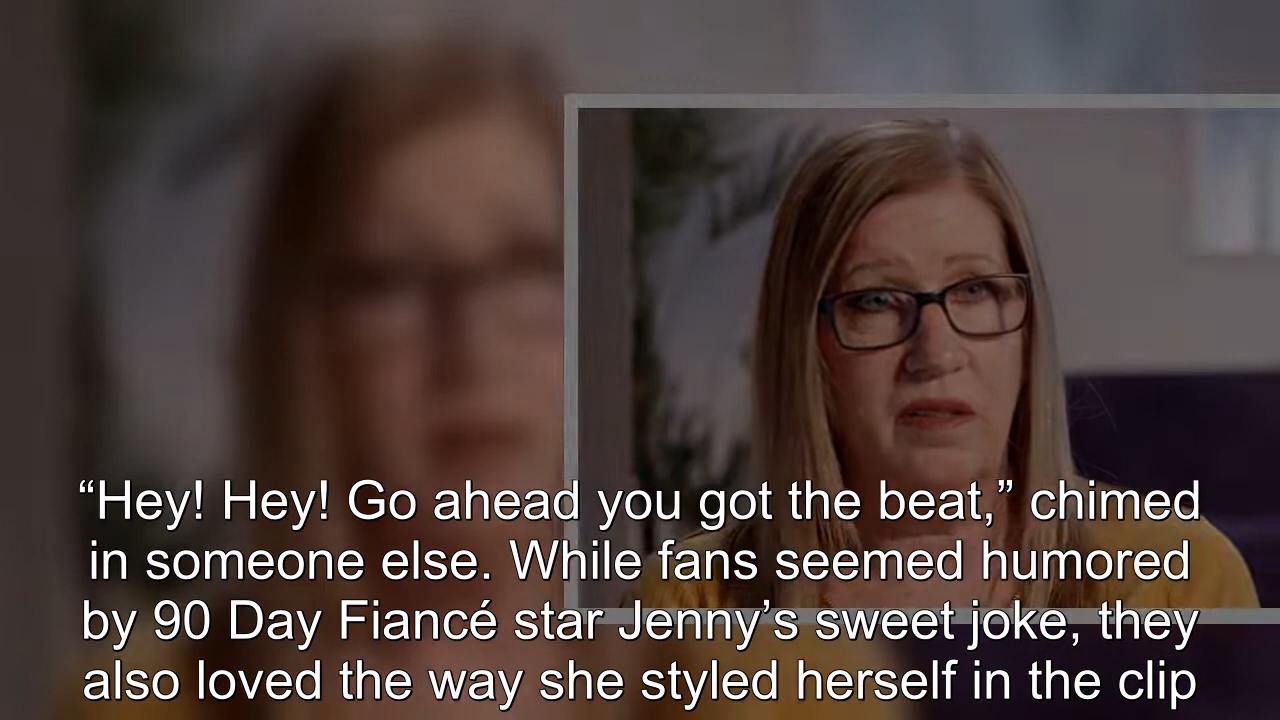 “Hey! Hey! Go ahead you got the beat,” chimed
in someone else. While fans seemed humored
by 90 Day Fiancé star Jenny’s sweet joke, they
also loved the way she styled herself in the clip